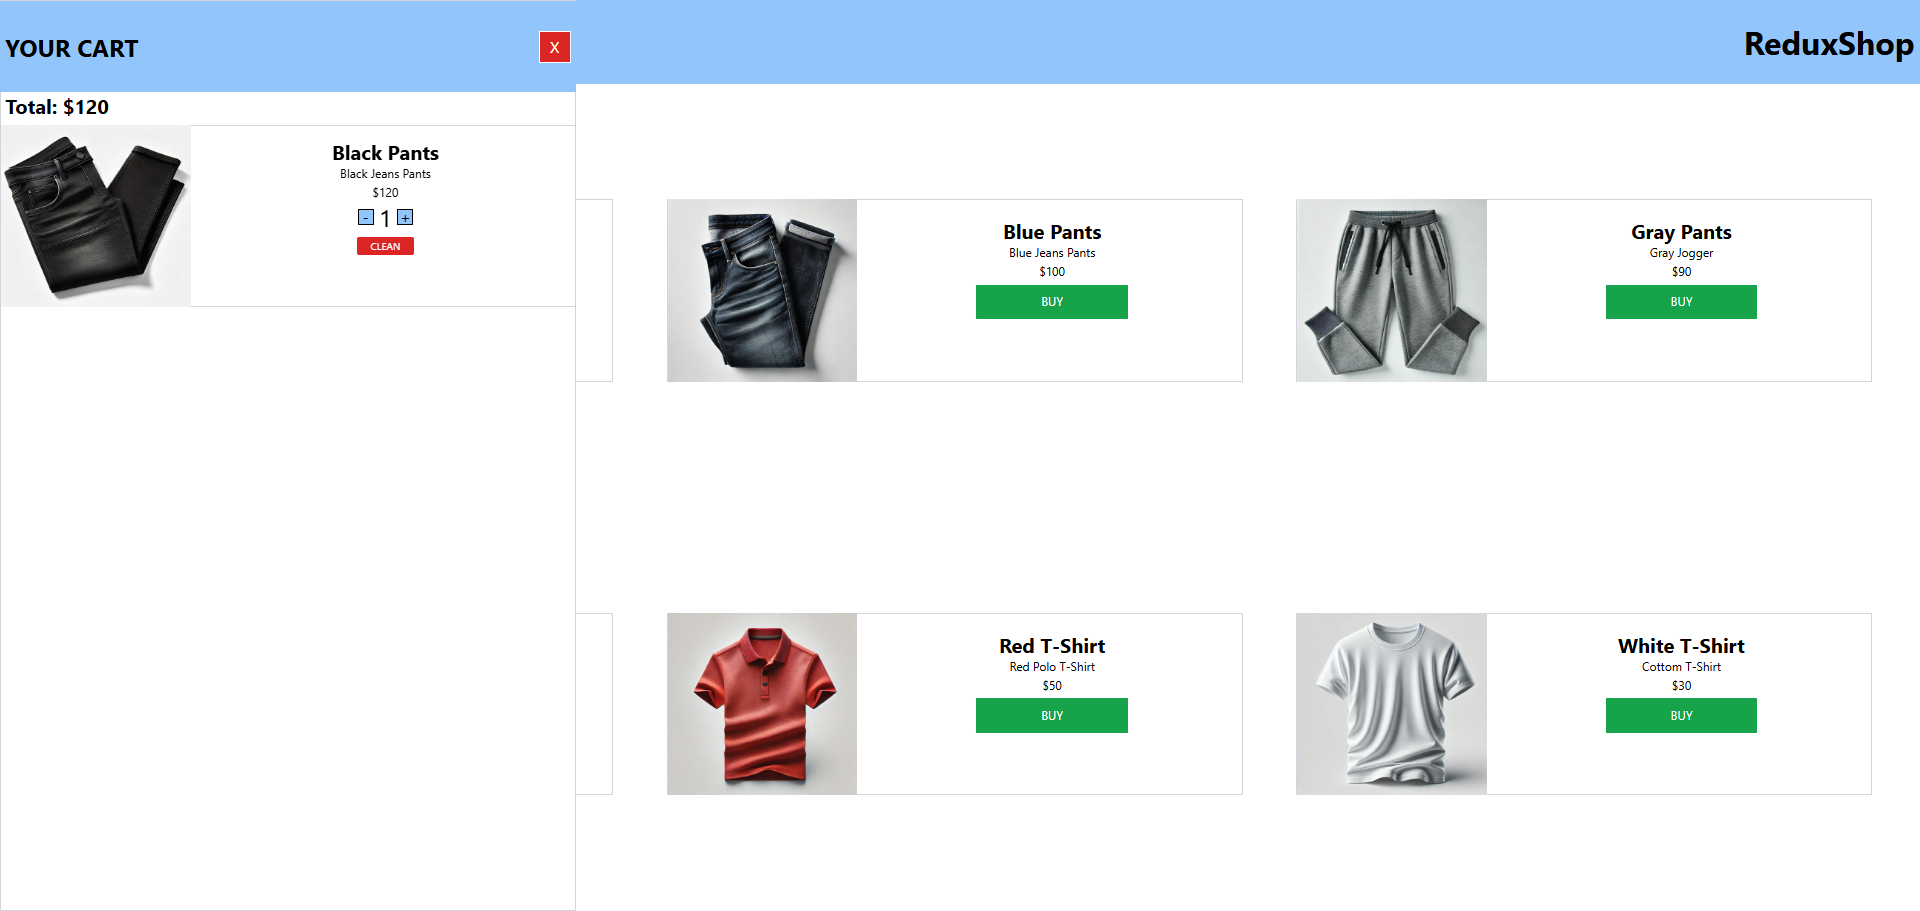 YOUR CART
X
Total: $120
Black Pants
Black Jeans Pants
$120
- 1 +
CLEAN
ReduxShop
Blue Pants
Blue Jeans Pants
$100
BUY
Gray Pants
Gray Jogger
$90
BUY
Red T-Shirt
Red Polo T-Shirt
$50
BUY
White T-Shirt
Cottom T-Shirt
$30
BUY